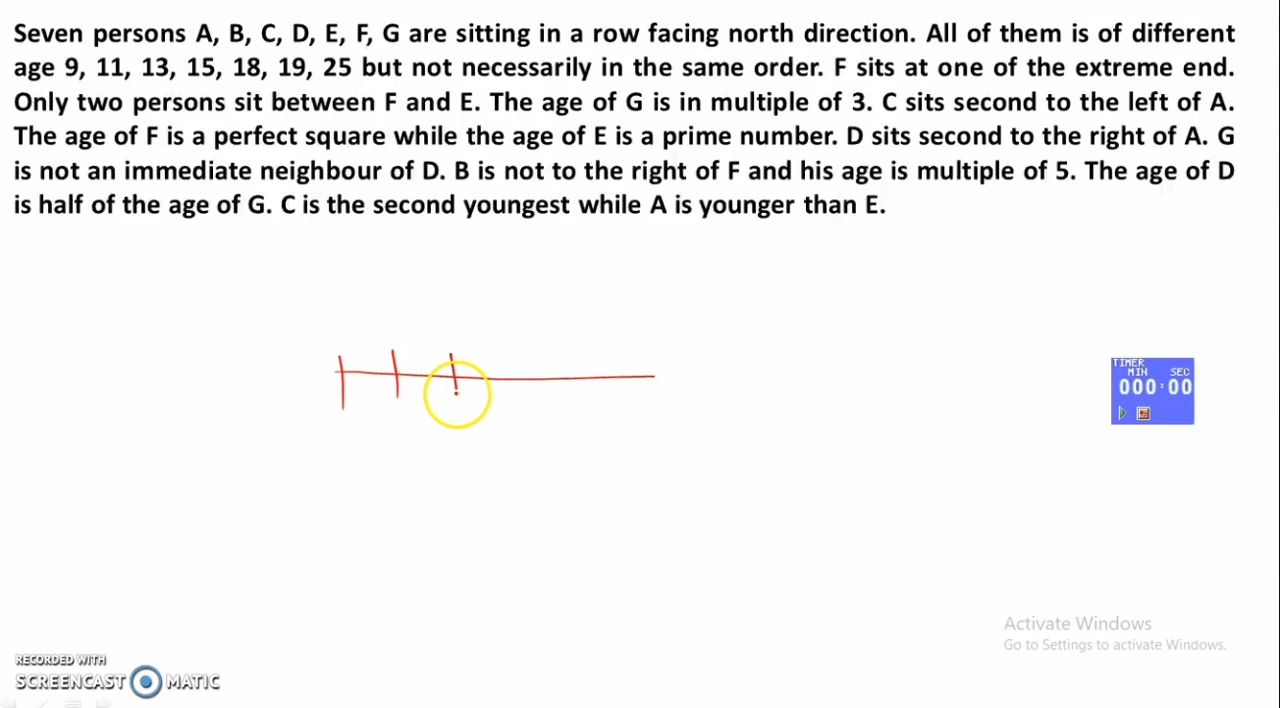 Seven persons A, B, C, D, E, F, G are sitting in a row facing north direction. All of them is of different
age 9, 11, 13, 15, 18, 19, 25 but not necessarily in the same order. F sits at one of the extreme end.
Only two persons sit between F and E. The age of G is in multiple of 3. C sits second to the left of A.
The age of F is a perfect square while the age of E is a prime number. D sits second to the right of A. G
is not an immediate neighbour of D. B is not to the right of F and his age is multiple of 5. The age of D
is half of the age of G. C is the second youngest while A is younger than E.
TIMER
MIN SEC
000:00
Activate Windows
Go to Settings to activate Windows.
RECORDED WITH
SCREENCAST MATIC